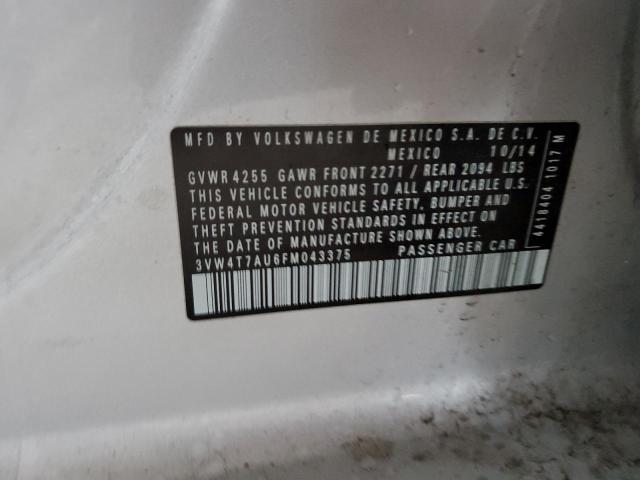 MFD BY VOLKSWAGEN DE MEXICO S.A. DE C.V.
MEXICO 10/14
GVWR 4255 GAWR FRONT 2271 / REAR 2094 LBS
THIS VEHICLE CONFORMS TO ALL APPLICABLE U.S.
FEDERAL MOTOR VEHICLE SAFETY, BUMPER AND
THEFT PREVENTION STANDARDS IN EFFECT ON
THE DATE OF MANUFACTURE SHOWN ABOVE.
3VW4T7AU6FM043375 PASSENGER CAR
4418404 1017 M